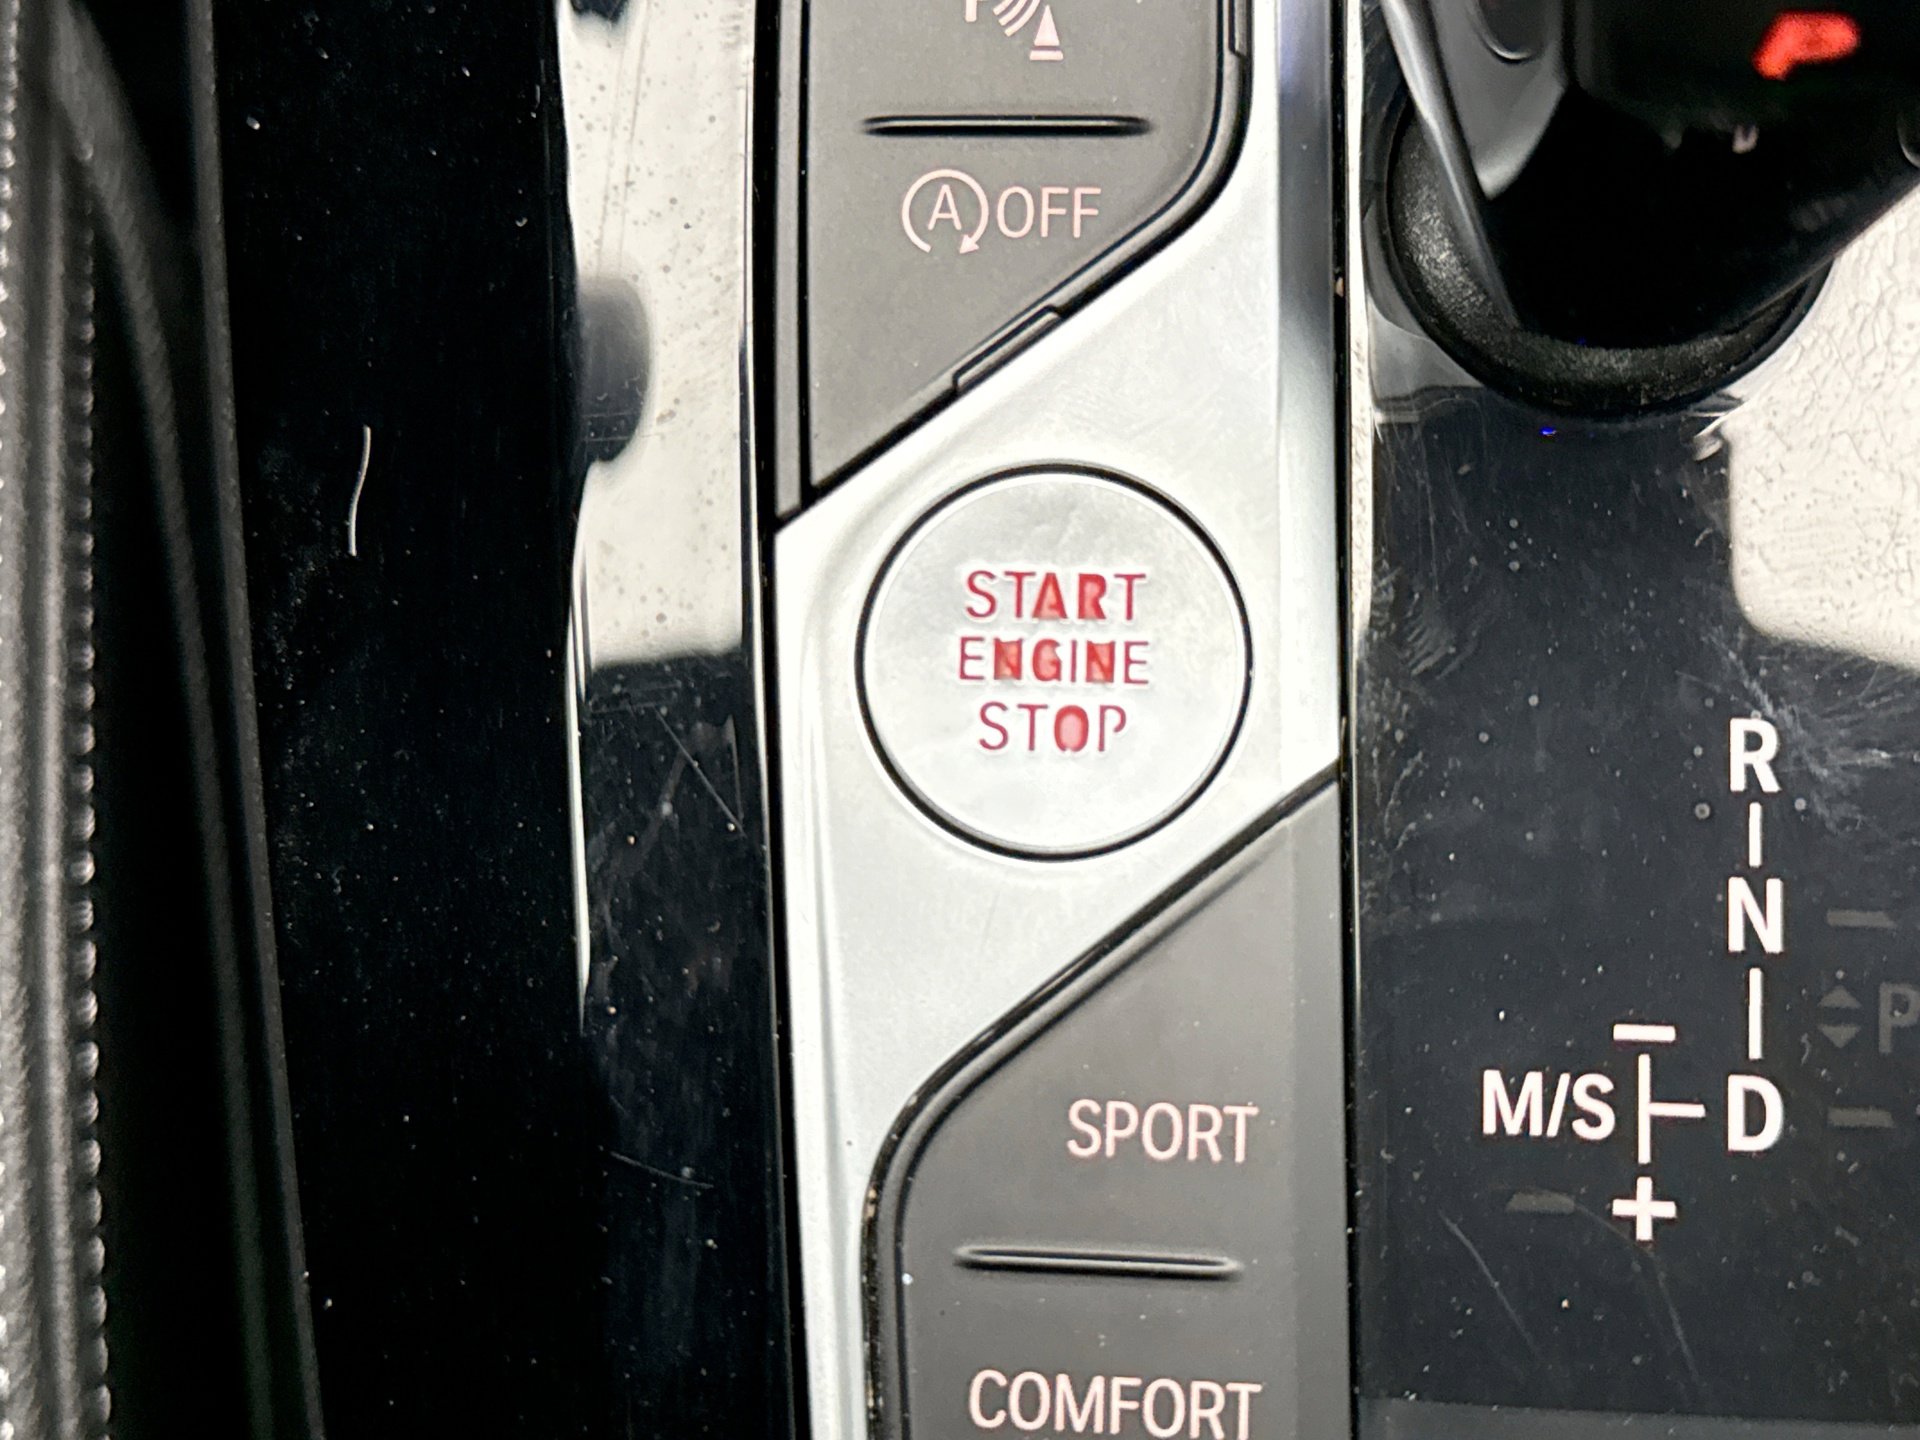 A OFF
START
ENGINE
STOP
R
N
M/S D
P
SPORT
COMFORT